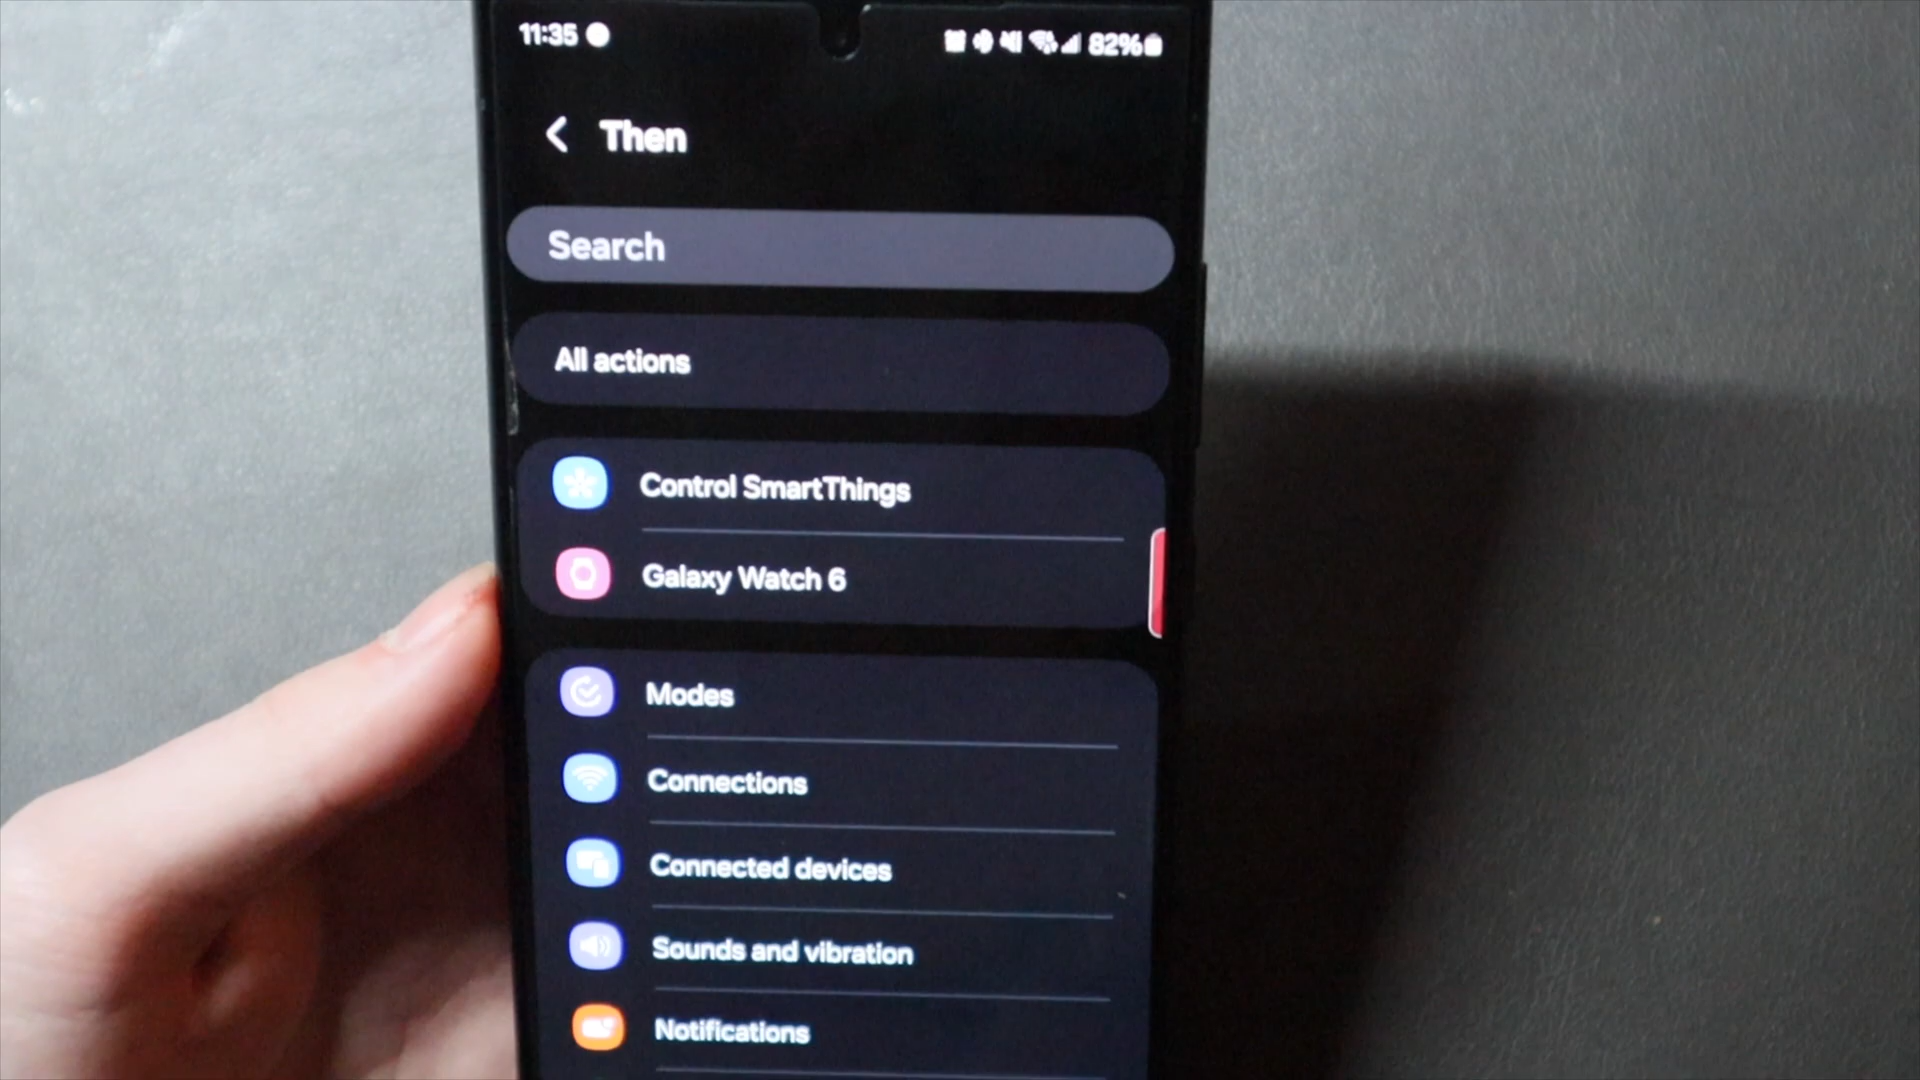 11:35
82%
Then
Search
All actions
Control SmartThings
Galaxy Watch 6
Modes
Connections
Connected devices
Sounds and vibration
Notifications